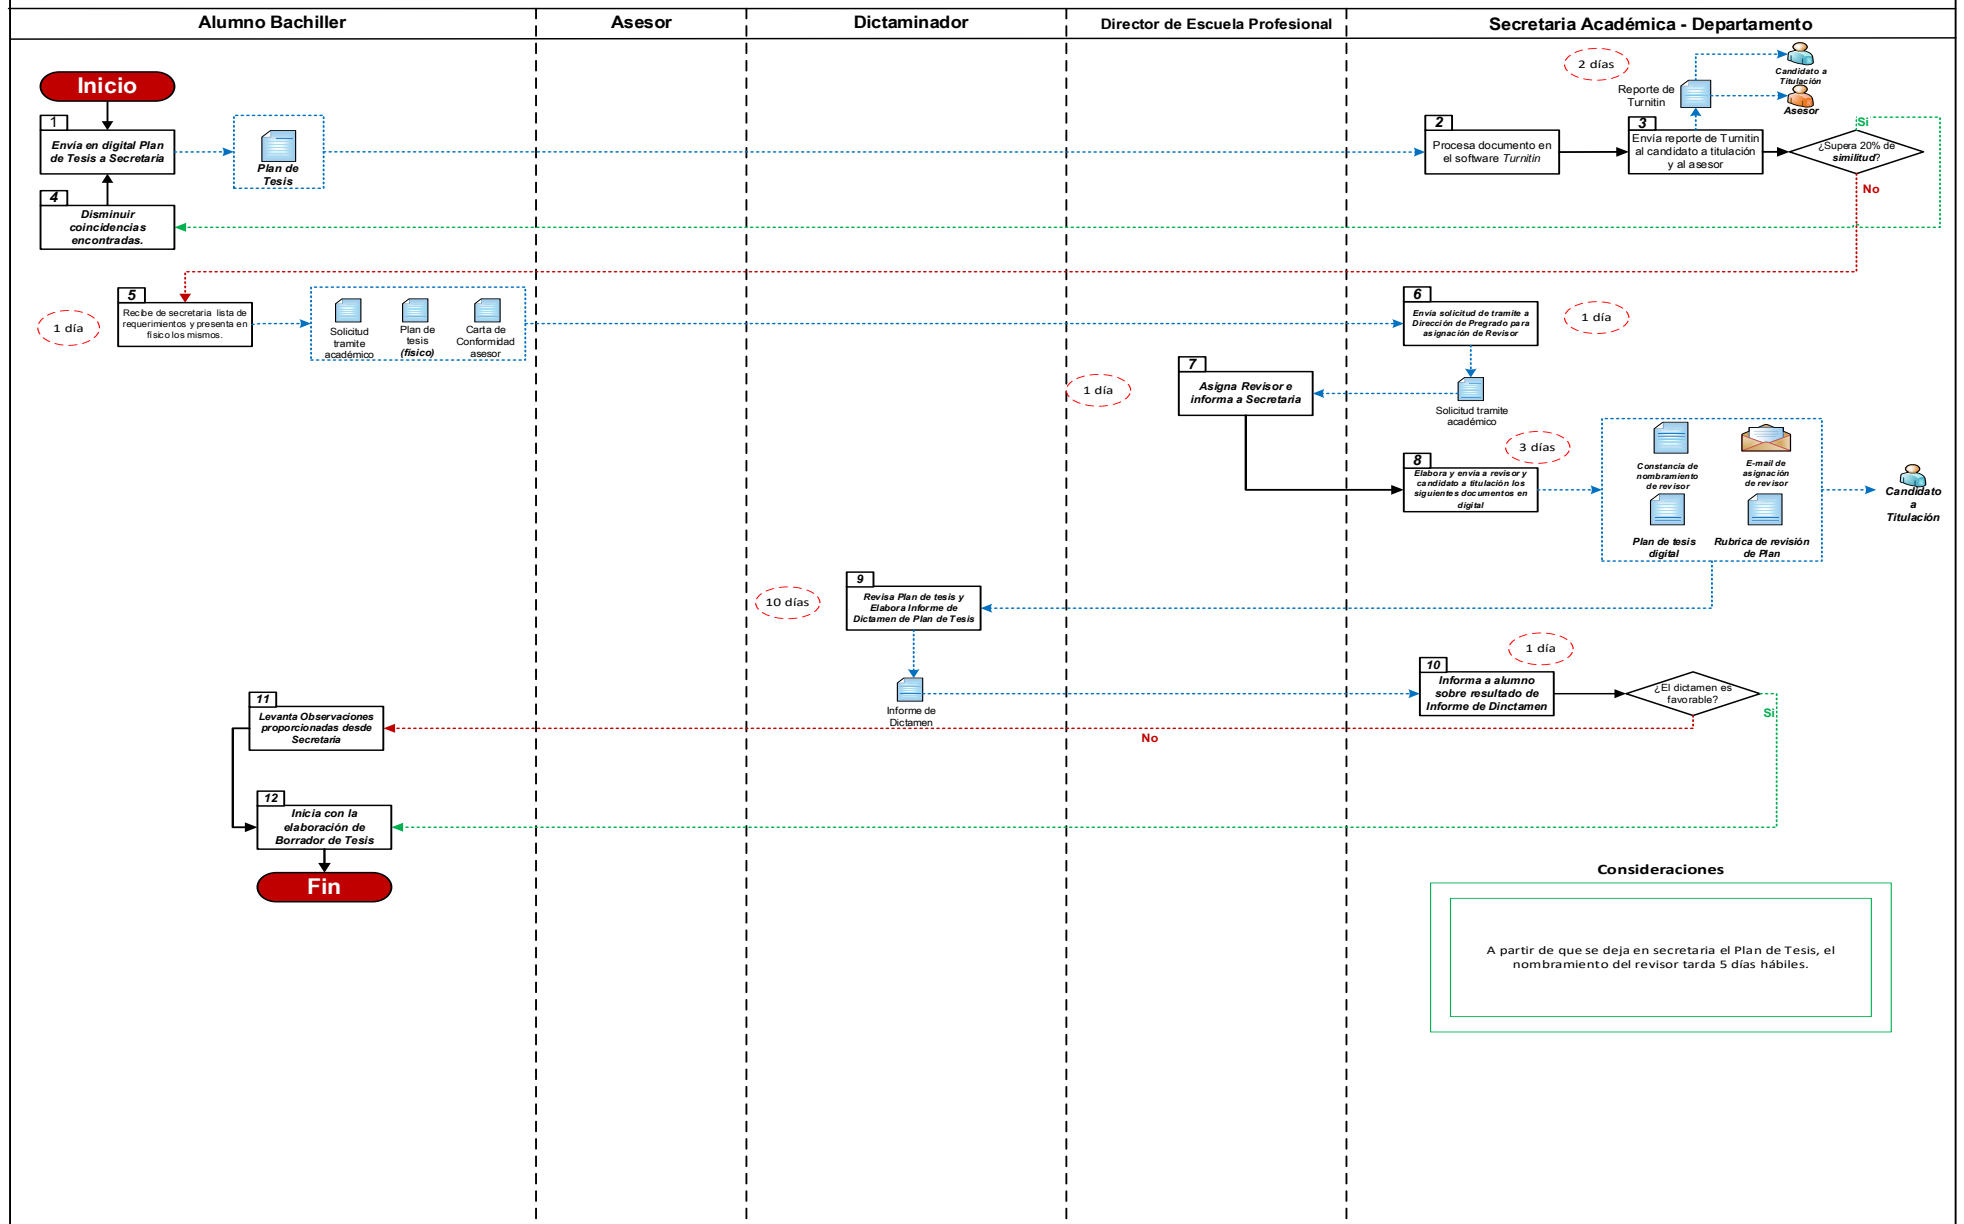 Alumno Bachiller
Asesor
Dictaminador
Director de Escuela Profesional
Secretaria Académica - Departamento
Inicio
1
Envía en digital Plan
de Tesis a Secretaria
Plan de
Tesis
2
Procesa documento en
el software Turnitin
2 días
Reporte de
Turnitin
Candidato a
Titulación
Asesor
3
Envía reporte de Turnitin
al candidato a titulación
y al asesor
Si
¿Supera 20% de
similitud?
No
4
Disminuir
coincidencias
encontradas.
1 día
5
Recibe de secretaria lista de
requerimientos y presenta en
físico los mismos.
Solicitud
tramite
académico
Plan de
tesis
(físico)
Carta de
Conformidad
asesor
6
Envía solicitud de tramite a
Dirección de Pregrado para
asignación de Revisor
1 día
1 día
7
Asigna Revisor e
informa a Secretaria
Solicitud tramite
académico
3 días
8
Elabora y envía a revisor y
candidato a titulación los
siguientes documentos en
digital
Constancia de
nombramiento
de revisor
E-mail de
asignación
de revisor
Plan de tesis
digital
Rubrica de revisión
de Plan
Candidato
a
Titulación
10 días
9
Revisa Plan de tesis y
Elabora Informe de
Dictamen de Plan de Tesis
Informe de
Dictamen
1 día
10
Informa a alumno
sobre resultado de
Informe de Dinctamen
¿El dictamen es
favorable?
Si
No
11
Levanta Observaciones
proporcionadas desde
Secretaría
12
Inicia con la
elaboración de
Borrador de Tesis
Fin
Consideraciones
A partir de que se deja en secretaria el Plan de Tesis, el
nombramiento del revisor tarda 5 días hábiles.